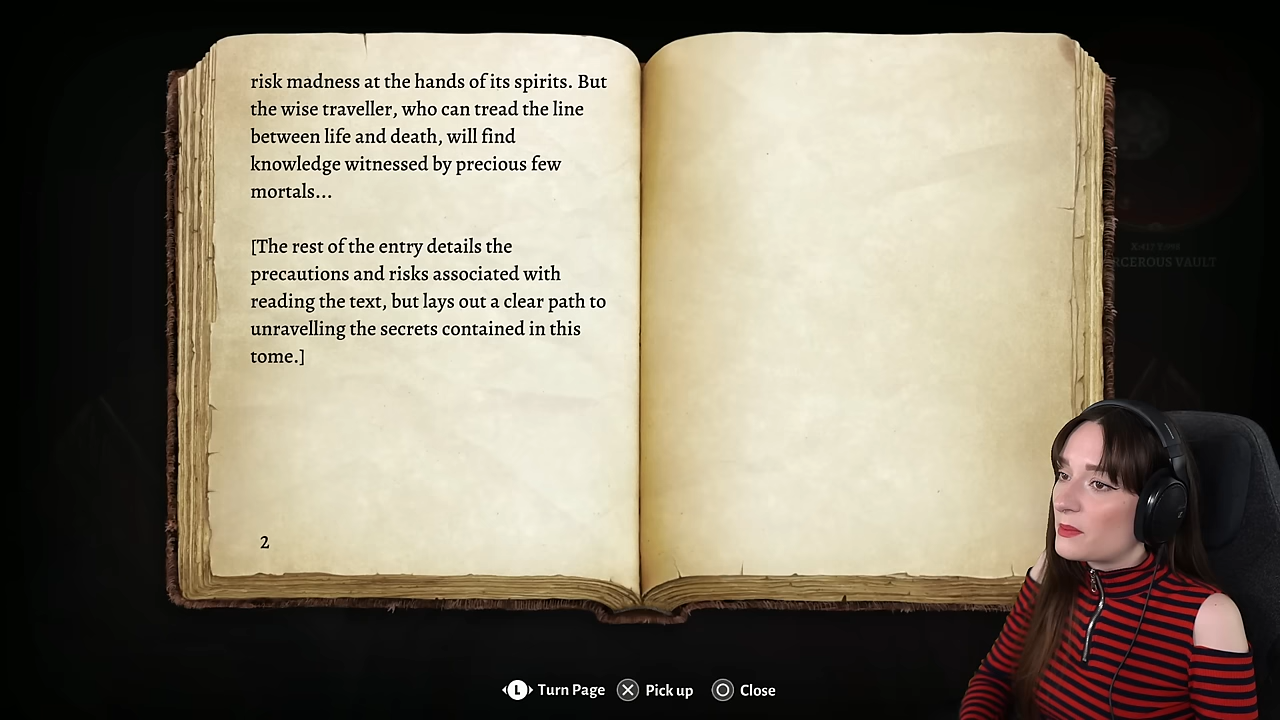 risk madness at the hands of its spirits. But
the wise traveller, who can tread the line
between life and death, will find
knowledge witnessed by precious few
mortals...
[The rest of the entry details the
precautions and risks associated with
reading the text, but lays out a clear path to
unravelling the secrets contained in this
tome.]
2
RCEROUS VAULT
L Turn Page Pick up Close